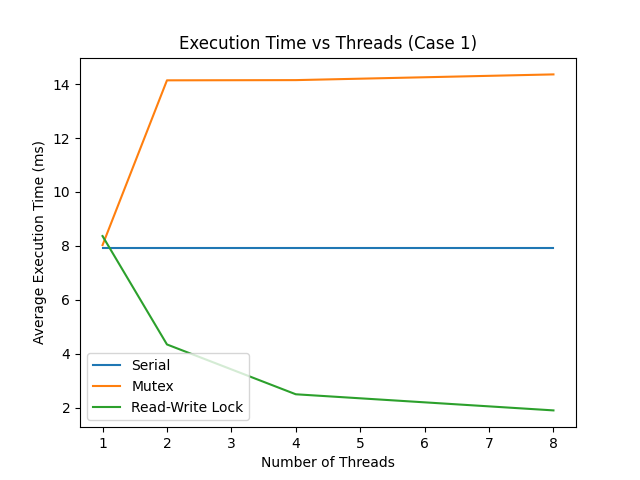 Execution Time vs Threads (Case 1)
14
12
10
8
6
4
2
Average Execution Time (ms)
Serial
Mutex
Read-Write Lock
1 2 3 4 5 6 7 8
Number of Threads